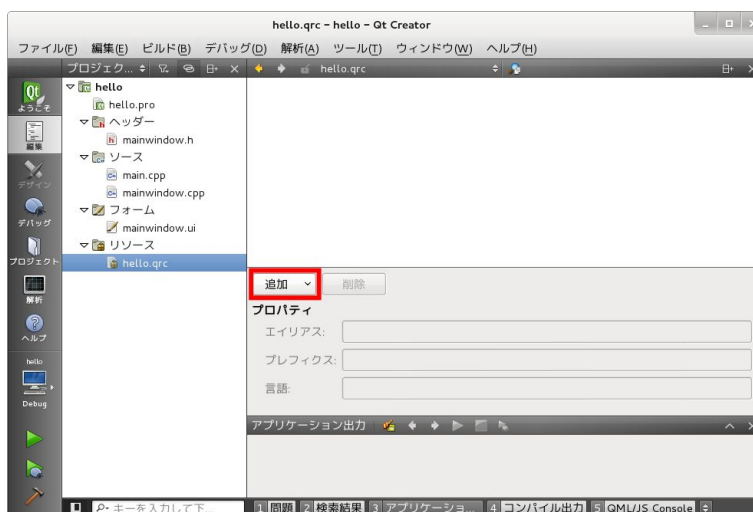 hello.qrc - hello - Qt Creator
ファイル(F) 編集(E) ビルド(B) デバッグ(D) 解析(A) ツール(T) ウィンドウ(W) ヘルプ(H)
プロジェク... hello.qrc
Qt
ようこそ
編集
デザイン
デバッグ
プロジェクト
解析
ヘルプ
hello
Debug
hello
hello.pro
ヘッダー
mainwindow.h
ソース
main.cpp
mainwindow.cpp
フォーム
mainwindow.ui
リソース
hello.qrc
追加 削除
プロパティ
エイリアス:
プレフィクス:
言語:
アプリケーション出力
キーを入力して下... 1 問題 2 検索結果 3 アプリケーショ... 4 コンパイル出力 5 QML/JS Console